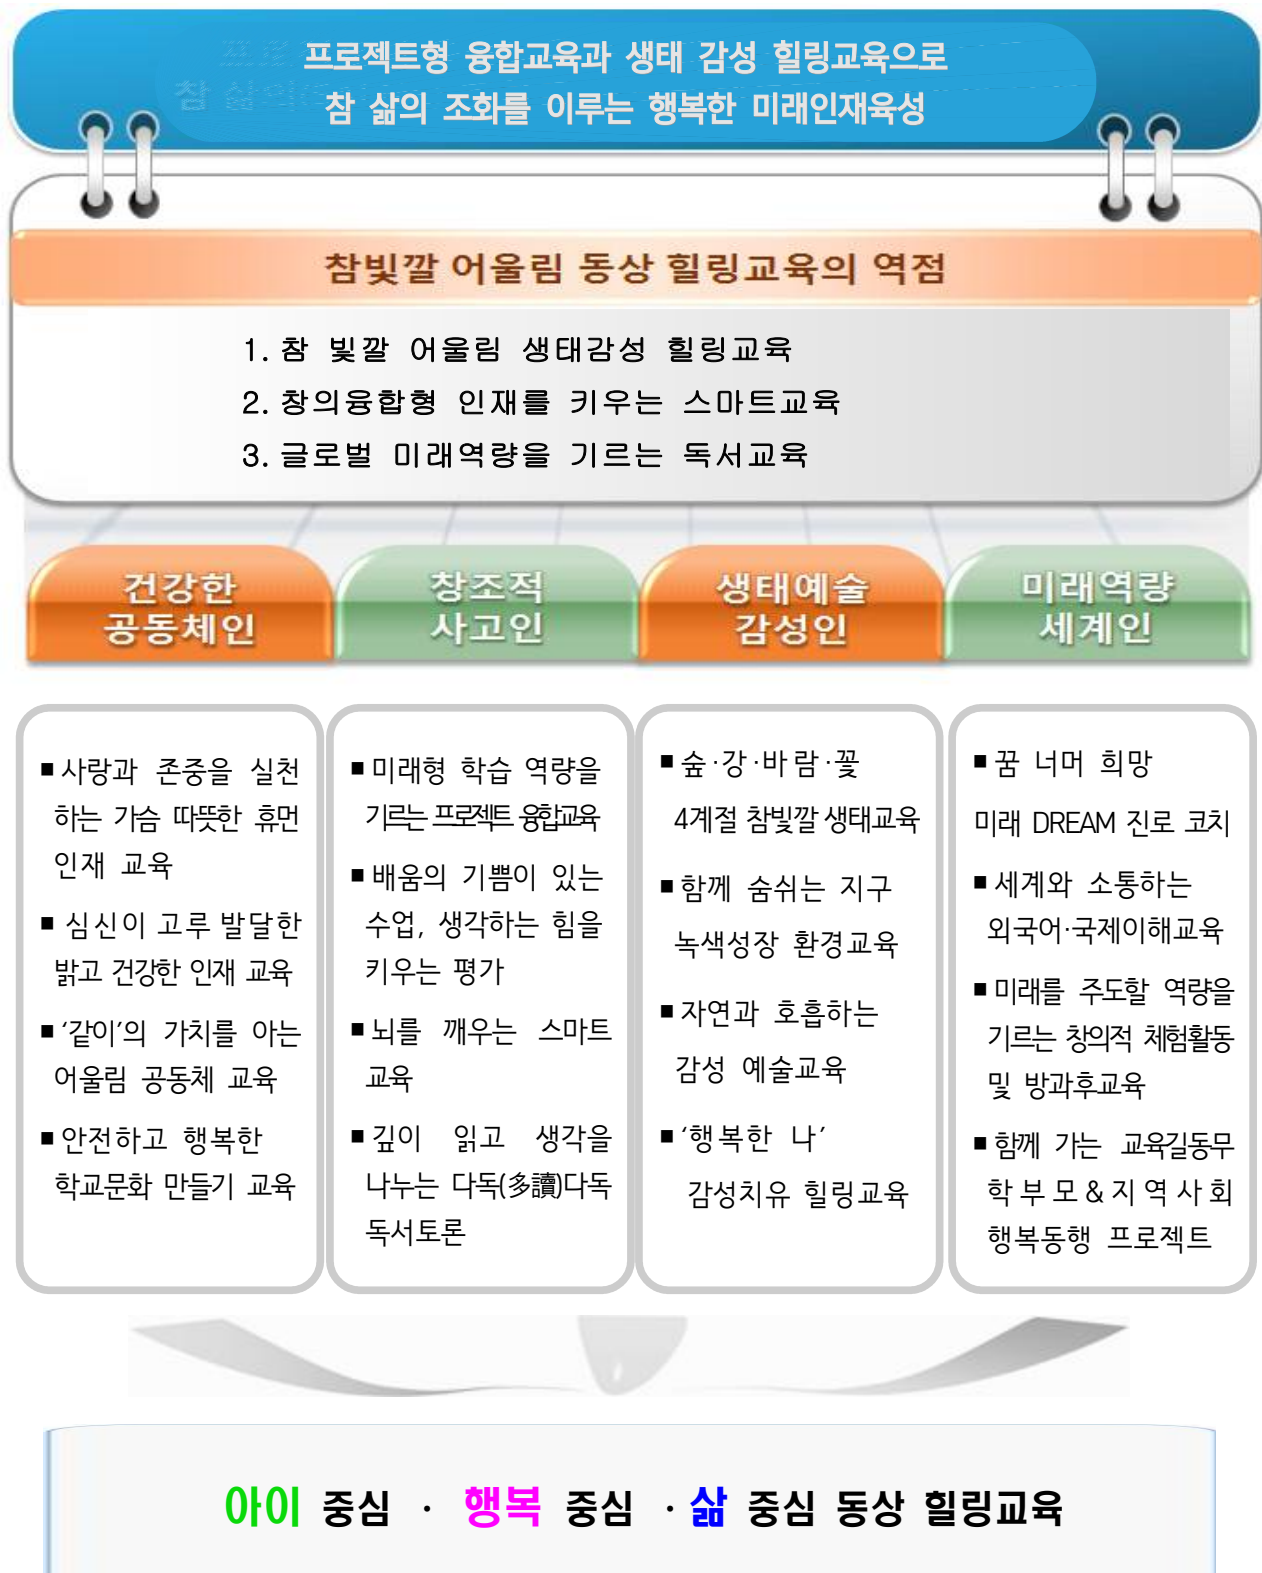 프로젝트형 융합교육과 생태 감성 힐링교육으로
참 삶의 조화를 이루는 행복한 미래인재육성
참빛깔 어울림 동상 힐링교육의 역점
1. 참 빛깔 어울림 생태감성 힐링교육
2. 창의융합형 인재를 키우는 스마트교육
3. 글로벌 미래역량을 기르는 독서교육
건강한
공동체인
창조적
사고인
생태예술
감성인
미래역량
세계인
▪사랑과 존중을 실천
하는 가슴 따뜻한 휴먼
인재 교육
▪ 심신이 고루 발달한
밝고 건강한 인재 교육
▪‘같이’의 가치를 아는
어울림 공동체 교육
▪안전하고 행복한
학교문화 만들기 교육
▪미래형 학습 역량을
기르는 프로젝트 융합교육
▪배움의 기쁨이 있는
수업, 생각하는 힘을
키우는 평가
▪뇌를 깨우는 스마트
교육
▪깊이 읽고 생각을
나누는 다독(多讀)다독
독서토론
▪숲·강·바람·꽃
4계절 참빛깔 생태교육
▪함께 숨쉬는 지구
녹색성장 환경교육
▪자연과 호흡하는
감성 예술교육
▪‘행복한 나’
감성치유 힐링교육
▪꿈 너머 희망
미래 DREAM 진로 코치
▪세계와 소통하는
외국어·국제이해교육
▪미래를 주도할 역량을
기르는 창의적 체험활동
및 방과후교육
▪함께 가는 교육길동무
학부모&지역사회
행복동행 프로젝트
아이 중심 · 행복 중심 · 삶 중심 동상 힐링교육